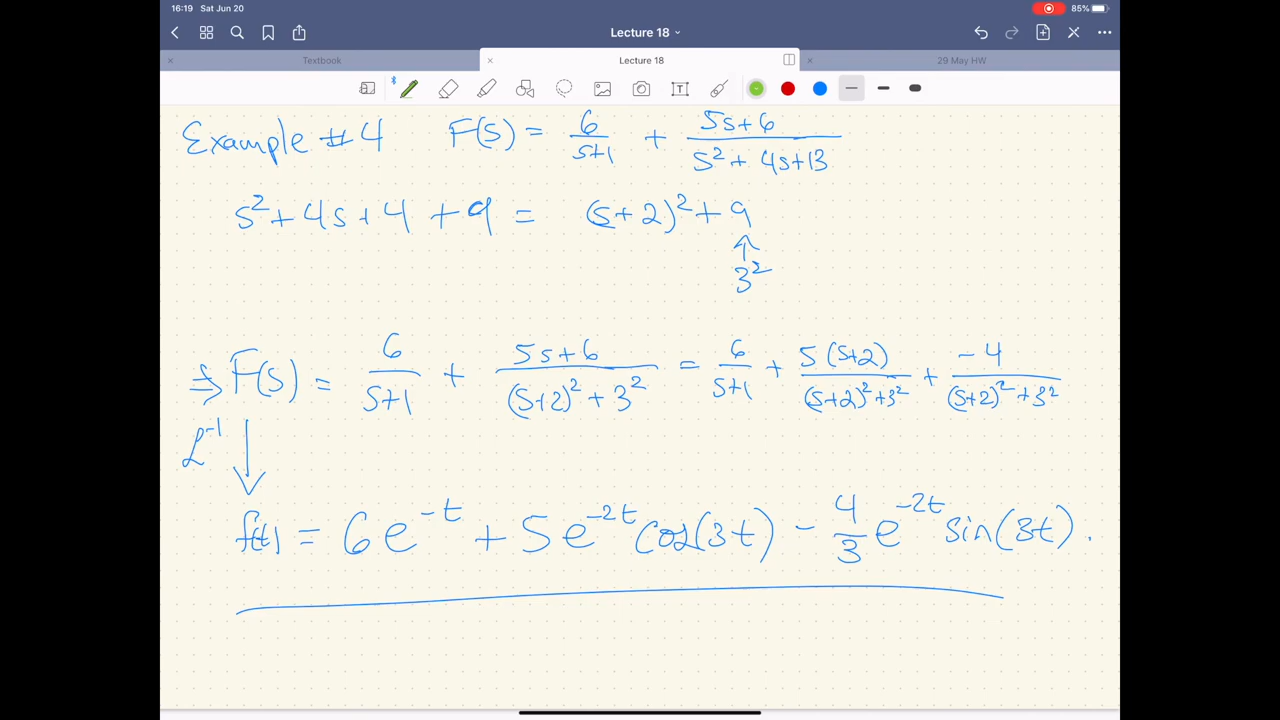 16:19 Sat Jun 20 85%
Lecture 18
Textbook Lecture 18 29 May HW
Example #4 F(s) = 6/(s+1) + (5s+6)/(s² + 4s+13)
s² + 4s + 4 + 9 = (s+2)² + 9
3²
⇒ F(s) = 6/(s+1) + (5s+6)/((s+2)² + 3²) = 6/(s+1) + 5(s+2)/((s+2)²+3²) + -4/((s+2)²+3²)
ℒ⁻¹
f(t) = 6e^(-t) + 5e^(-2t) cos(3t) - 4/3 e^(-2t) sin(3t).